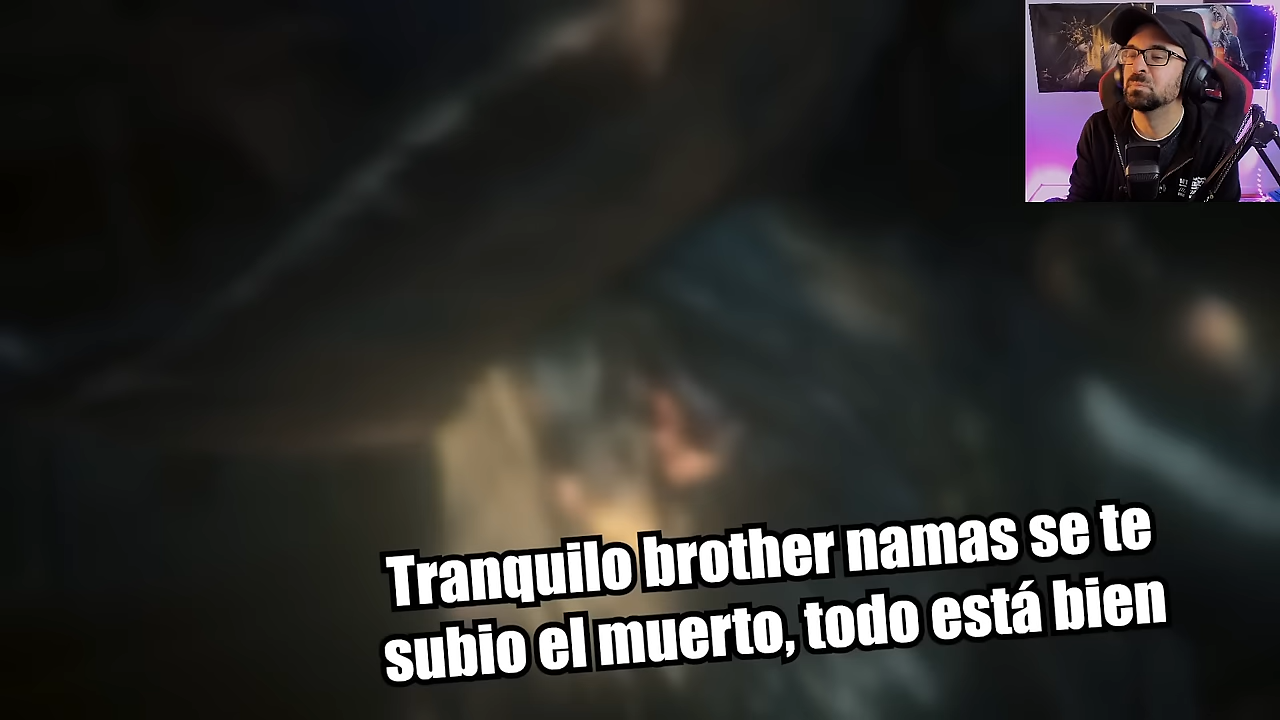 Tranquilo brother namas se te
subio el muerto, todo está bien